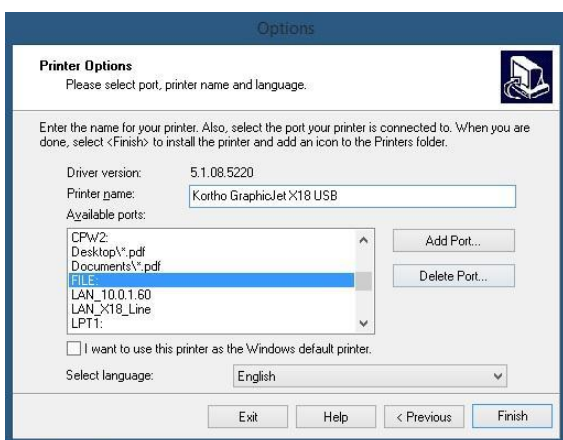 Options
Printer Options
Please select port, printer name and language.
Enter the name for your printer. Also, select the port your printer is connected to. When you are
done, select <Finish> to install the printer and add an icon to the Printers folder.
Driver version: 5.1.08.5220
Printer name: Kortho GraphicJet X18 USB
Available ports:
CPW2:
Desktop\*.pdf
Documents\*.pdf
FILE:
LAN_10.0.1.60
LAN_X18_Line
LPT1:
Add Port...
Delete Port...
I want to use this printer as the Windows default printer.
Select language: English
Exit Help < Previous Finish